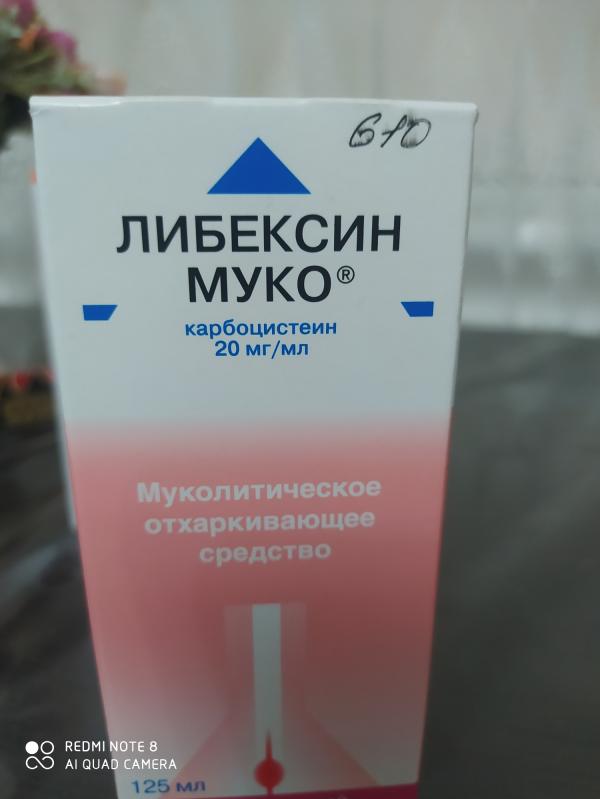 610
ЛИБЕКСИН
МУКО®
карбоцистеин
20 мг/мл
Муколитическое
отхаркивающее
средство
125 мл
REDMI NOTE 8
AI QUAD CAMERA